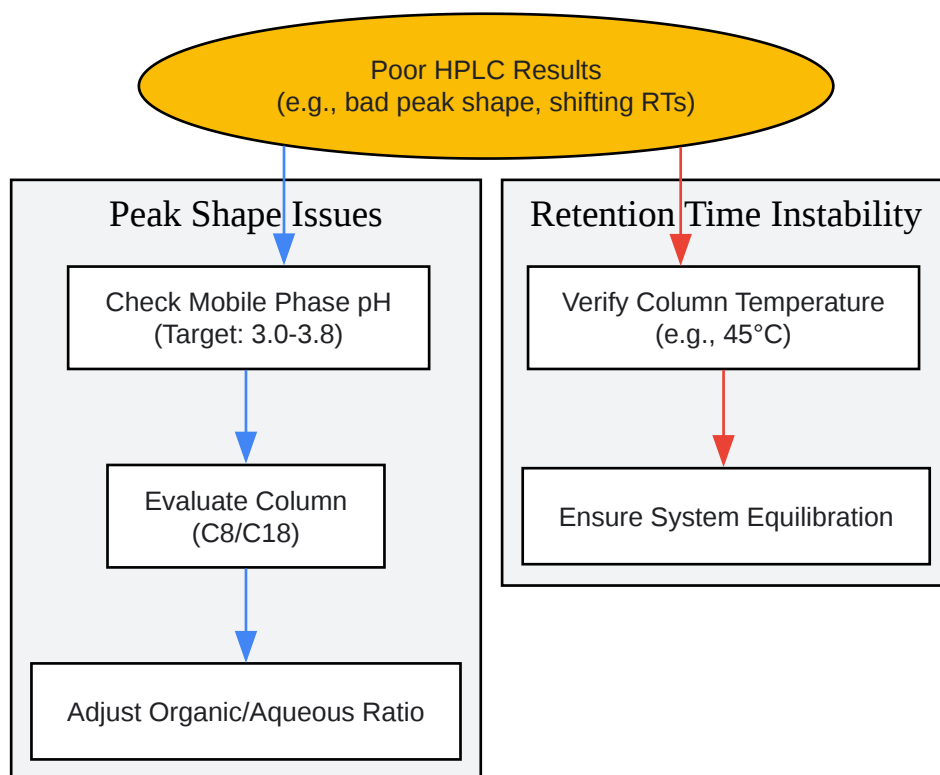 Poor HPLC Results
(e.g., bad peak shape, shifting RTs)
Peak Shape Issues
Check Mobile Phase pH
(Target: 3.0-3.8)
Evaluate Column
(C8/C18)
Adjust Organic/Aqueous Ratio
Retention Time Instability
Verify Column Temperature
(e.g., 45°C)
Ensure System Equilibration